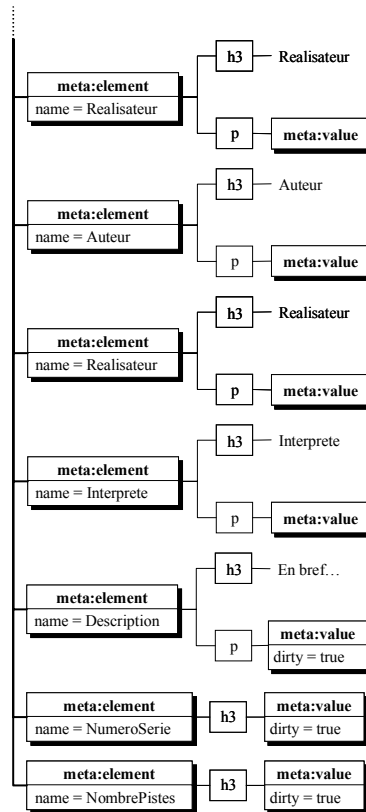 h3 Realisateur
meta:element
name = Realisateur
p meta:value
h3 Auteur
meta:element
name = Auteur
p meta:value
h3 Realisateur
meta:element
name = Realisateur
p meta:value
h3 Interprete
meta:element
name = Interprete
p meta:value
h3 En bref…
meta:element
name = Description
p meta:value
dirty = true
meta:element h3 meta:value
name = NumeroSerie dirty = true
meta:element h3 meta:value
name = NombrePistes dirty = true